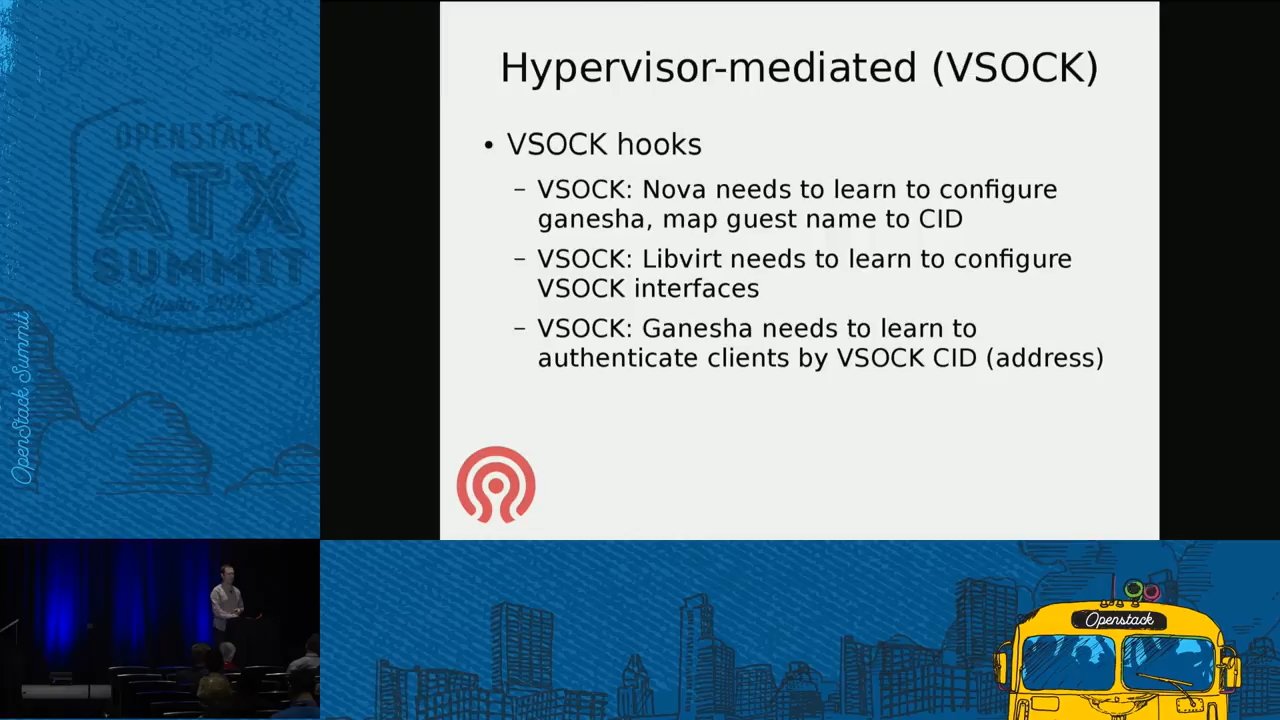 Hypervisor-mediated (VSOCK)
• VSOCK hooks
– VSOCK: Nova needs to learn to configure
ganesha, map guest name to CID
– VSOCK: Libvirt needs to learn to configure
VSOCK interfaces
– VSOCK: Ganesha needs to learn to
authenticate clients by VSOCK CID (address)
OPENSTACK
ATX
SUMMIT
OpenStack Summit
Openstack